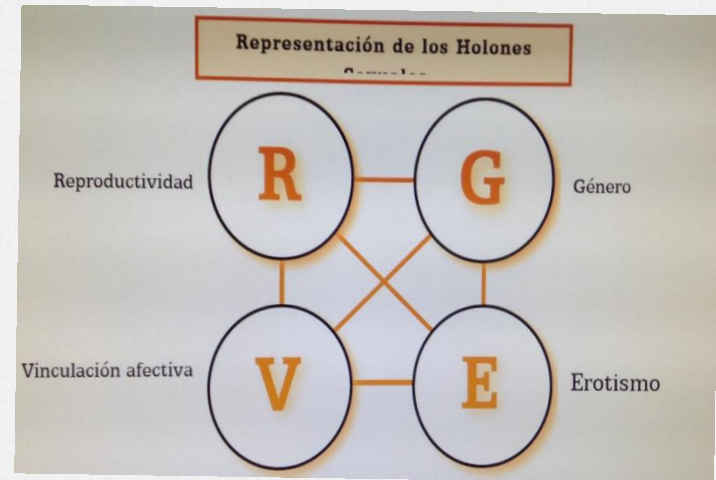 Representación de los Holones
R
G
Reproductividad
Género
V
E
Vinculación afectiva
Erotismo